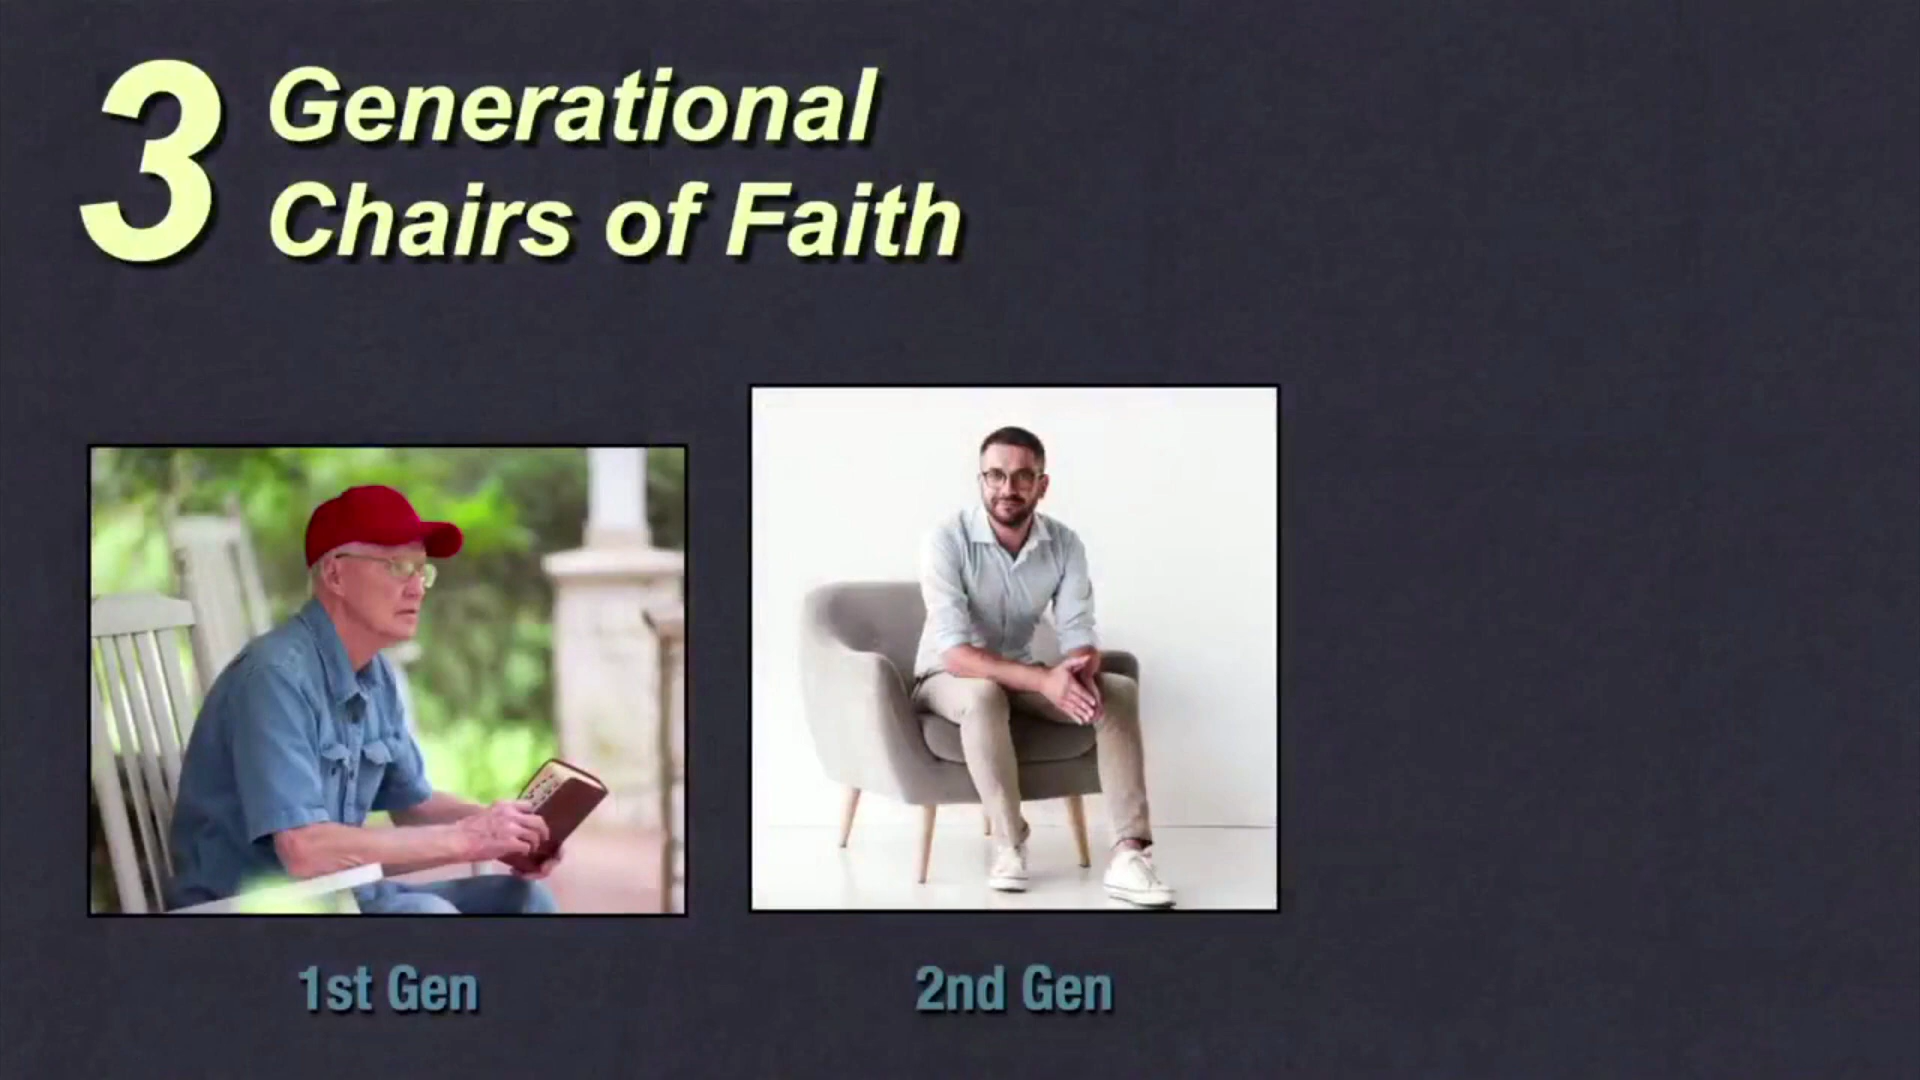 3 Generational
Chairs of Faith
1st Gen
2nd Gen